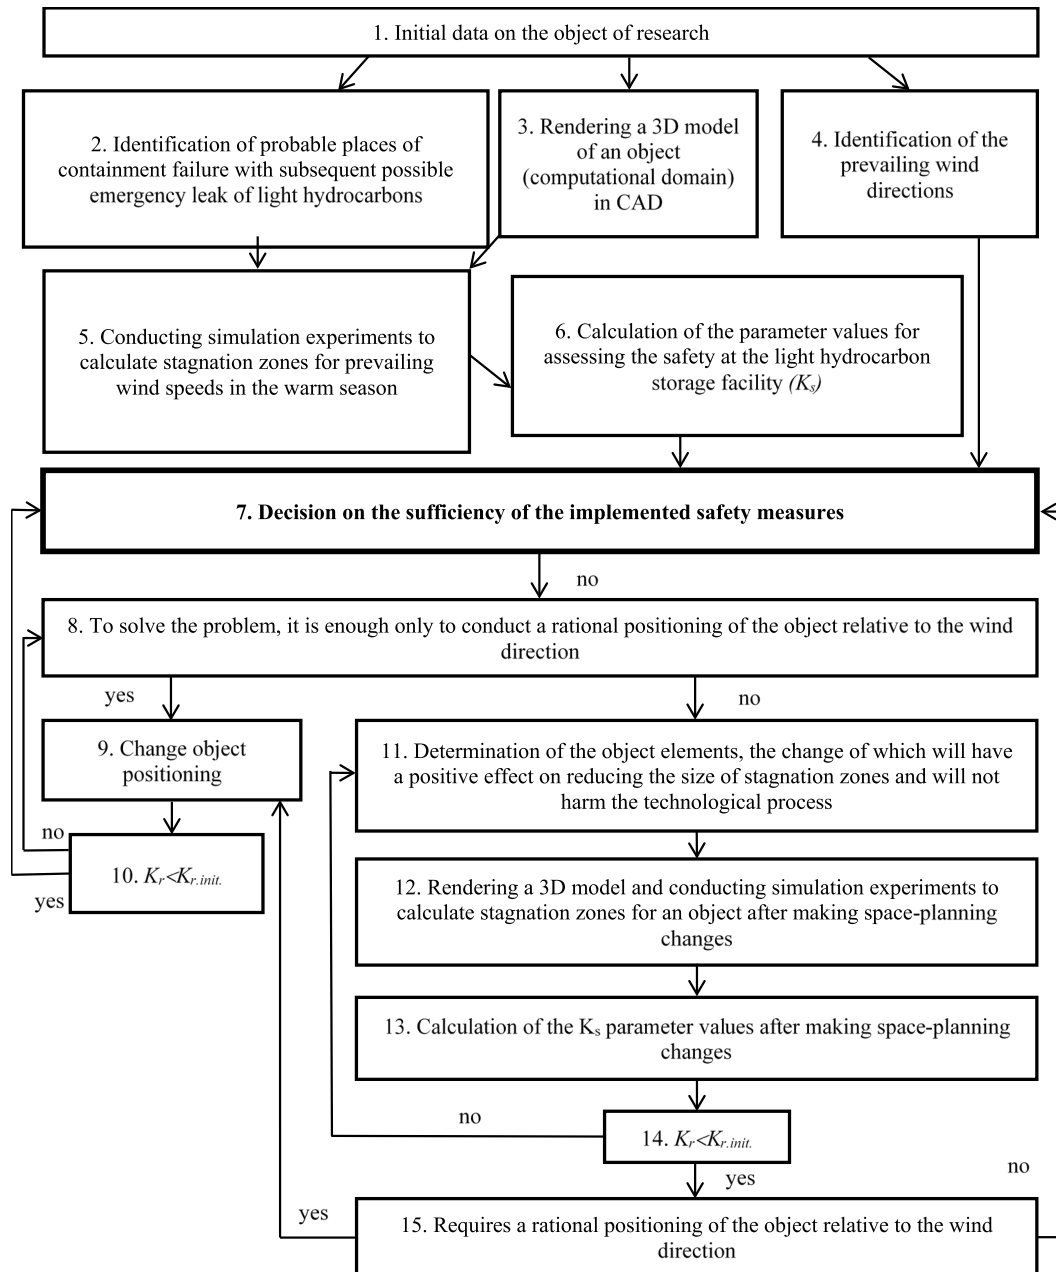 1. Initial data on the object of research
2. Identification of probable places of
containment failure with subsequent possible
emergency leak of light hydrocarbons
3. Rendering a 3D model
of an object
(computational domain)
in CAD
4. Identification of the
prevailing wind
directions
5. Conducting simulation experiments to
calculate stagnation zones for prevailing
wind speeds in the warm season
6. Calculation of the parameter values for
assessing the safety at the light hydrocarbon
storage facility (Ks)
7. Decision on the sufficiency of the implemented safety measures
no
8. To solve the problem, it is enough only to conduct a rational positioning of the object relative to the wind
direction
yes
no
9. Change object
positioning
no
10. Kr<Kr.init.
yes
11. Determination of the object elements, the change of which will have
a positive effect on reducing the size of stagnation zones and will not
harm the technological process
12. Rendering a 3D model and conducting simulation experiments to
calculate stagnation zones for an object after making space-planning
changes
13. Calculation of the Ks parameter values after making space-planning
changes
no
14. Kr<Kr.init.
yes
no
yes
15. Requires a rational positioning of the object relative to the wind
direction